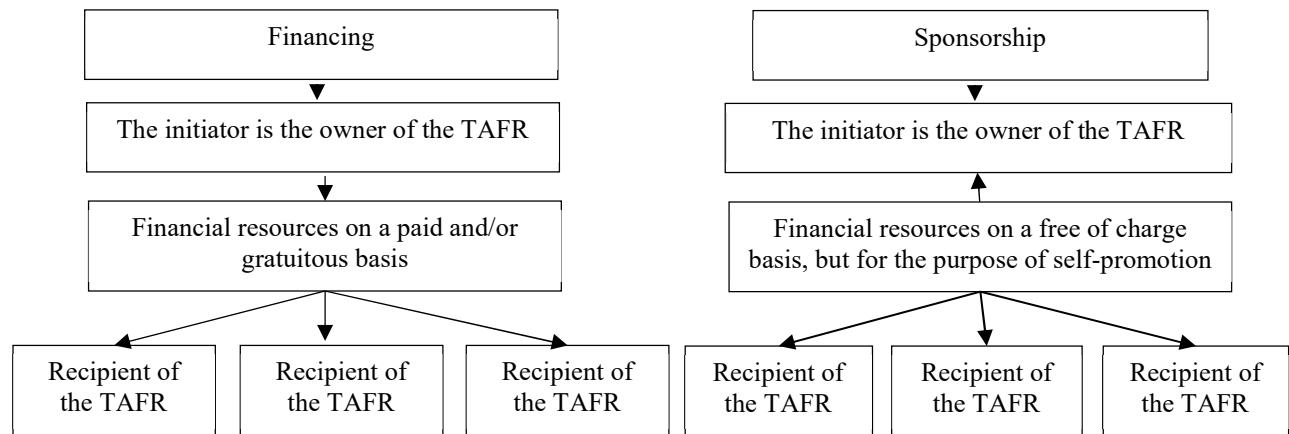 Financing
The initiator is the owner of the TAFR
Financial resources on a paid and/or
gratuitous basis
Recipient of
the TAFR
Recipient of
the TAFR
Recipient of
the TAFR
Sponsorship
The initiator is the owner of the TAFR
Financial resources on a free of charge
basis, but for the purpose of self-promotion
Recipient of
the TAFR
Recipient of
the TAFR
Recipient of
the TAFR